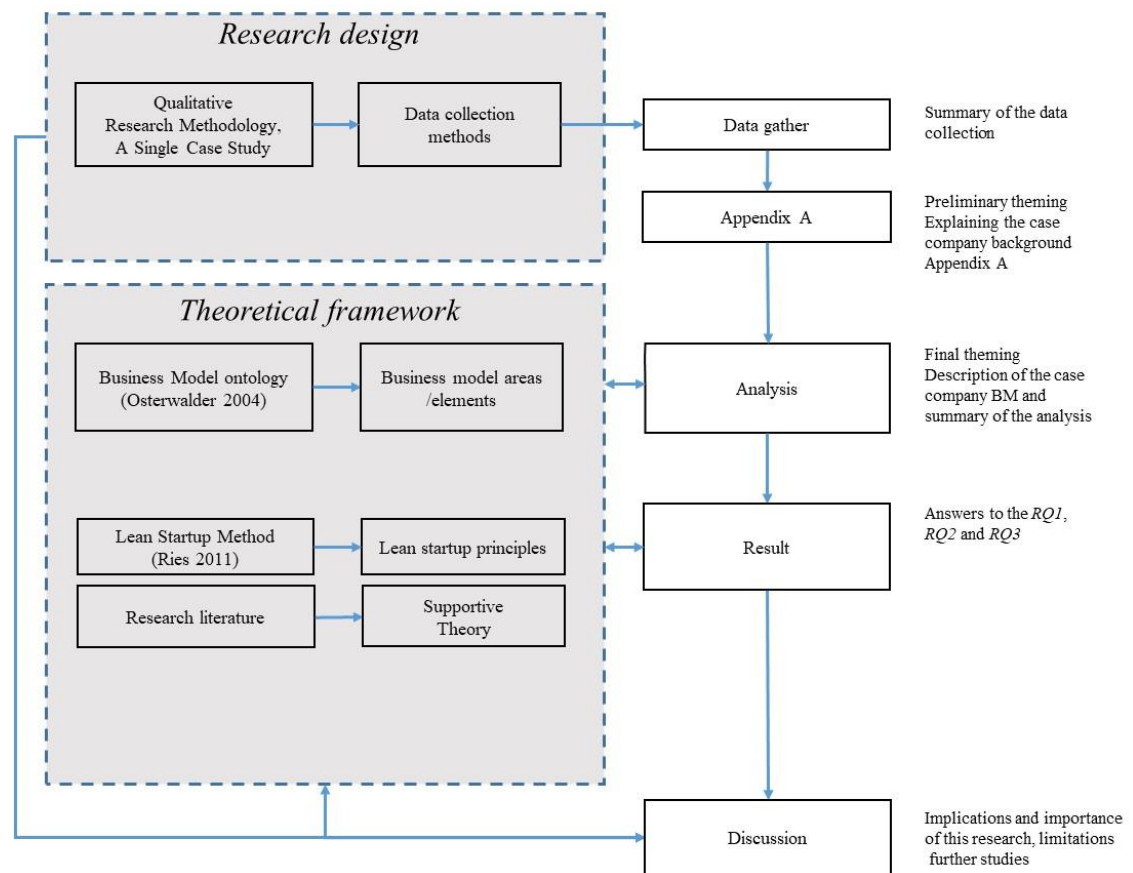 Research design
Qualitative
Research Methodology,
A Single Case Study
Data collection
methods
Data gather
Summary of the data
collection
Appendix A
Preliminary theming
Explaining the case
company background
Appendix A
Theoretical framework
Business Model ontology
(Osterwalder 2004)
Business model areas
/elements
Analysis
Final theming
Description of the case
company BM and
summary of the analysis
Lean Startup Method
(Ries 2011)
Lean startup principles
Result
Answers to the RQ1,
RQ2 and RQ3
Research literature
Supportive
Theory
Discussion
Implications and importance
of this research, limitations
further studies